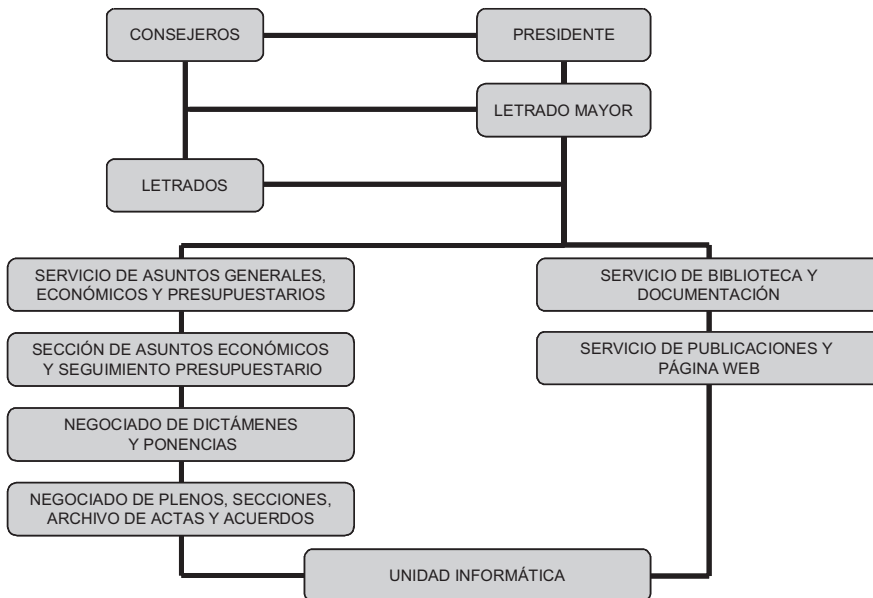 CONSEJEROS
PRESIDENTE
LETRADO MAYOR
LETRADOS
SERVICIO DE ASUNTOS GENERALES,
ECONÓMICOS Y PRESUPUESTARIOS
SERVICIO DE BIBLIOTECA Y
DOCUMENTACIÓN
SECCIÓN DE ASUNTOS ECONÓMICOS
Y SEGUIMIENTO PRESUPUESTARIO
SERVICIO DE PUBLICACIONES Y
PÁGINA WEB
NEGOCIADO DE DICTÁMENES
Y PONENCIAS
NEGOCIADO DE PLENOS, SECCIONES,
ARCHIVO DE ACTAS Y ACUERDOS
UNIDAD INFORMÁTICA